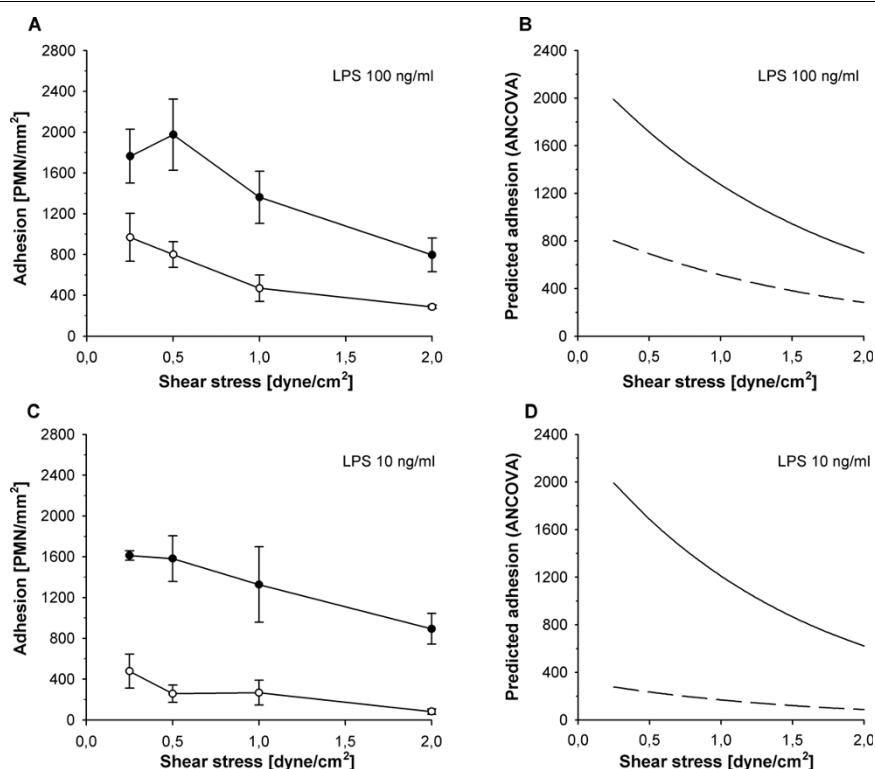 A
LPS 100 ng/ml
Adhesion [PMN/mm²]
2800
2400
2000
1600
1200
800
400
0
0,0 0,5 1,0 1,5 2,0
Shear stress [dyne/cm²]
B
LPS 100 ng/ml
Predicted adhesion (ANCOVA)
2400
2000
1600
1200
800
400
0
0,0 0,5 1,0 1,5 2,0
Shear stress [dyne/cm²]
C
LPS 10 ng/ml
Adhesion [PMN/mm²]
2800
2400
2000
1600
1200
800
400
0
0,0 0,5 1,0 1,5 2,0
Shear stress [dyne/cm²]
D
LPS 10 ng/ml
Predicted adhesion (ANCOVA)
2400
2000
1600
1200
800
400
0
0,0 0,5 1,0 1,5 2,0
Shear stress [dyne/cm²]